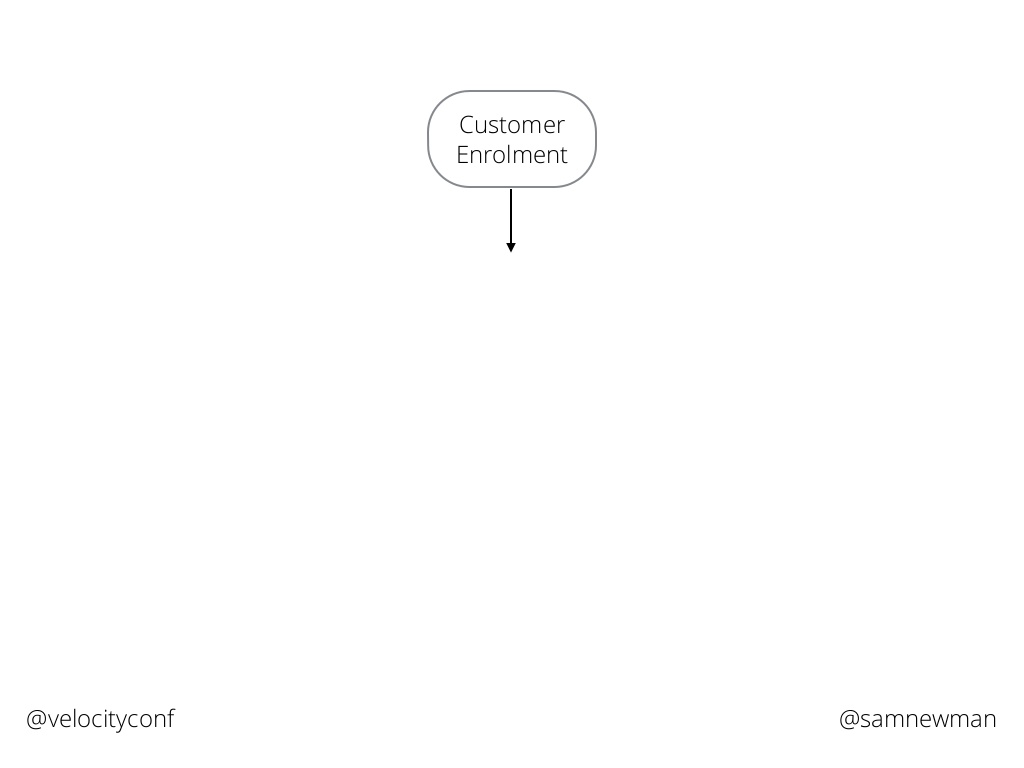 Customer
Enrolment
@velocityconf
@samnewman